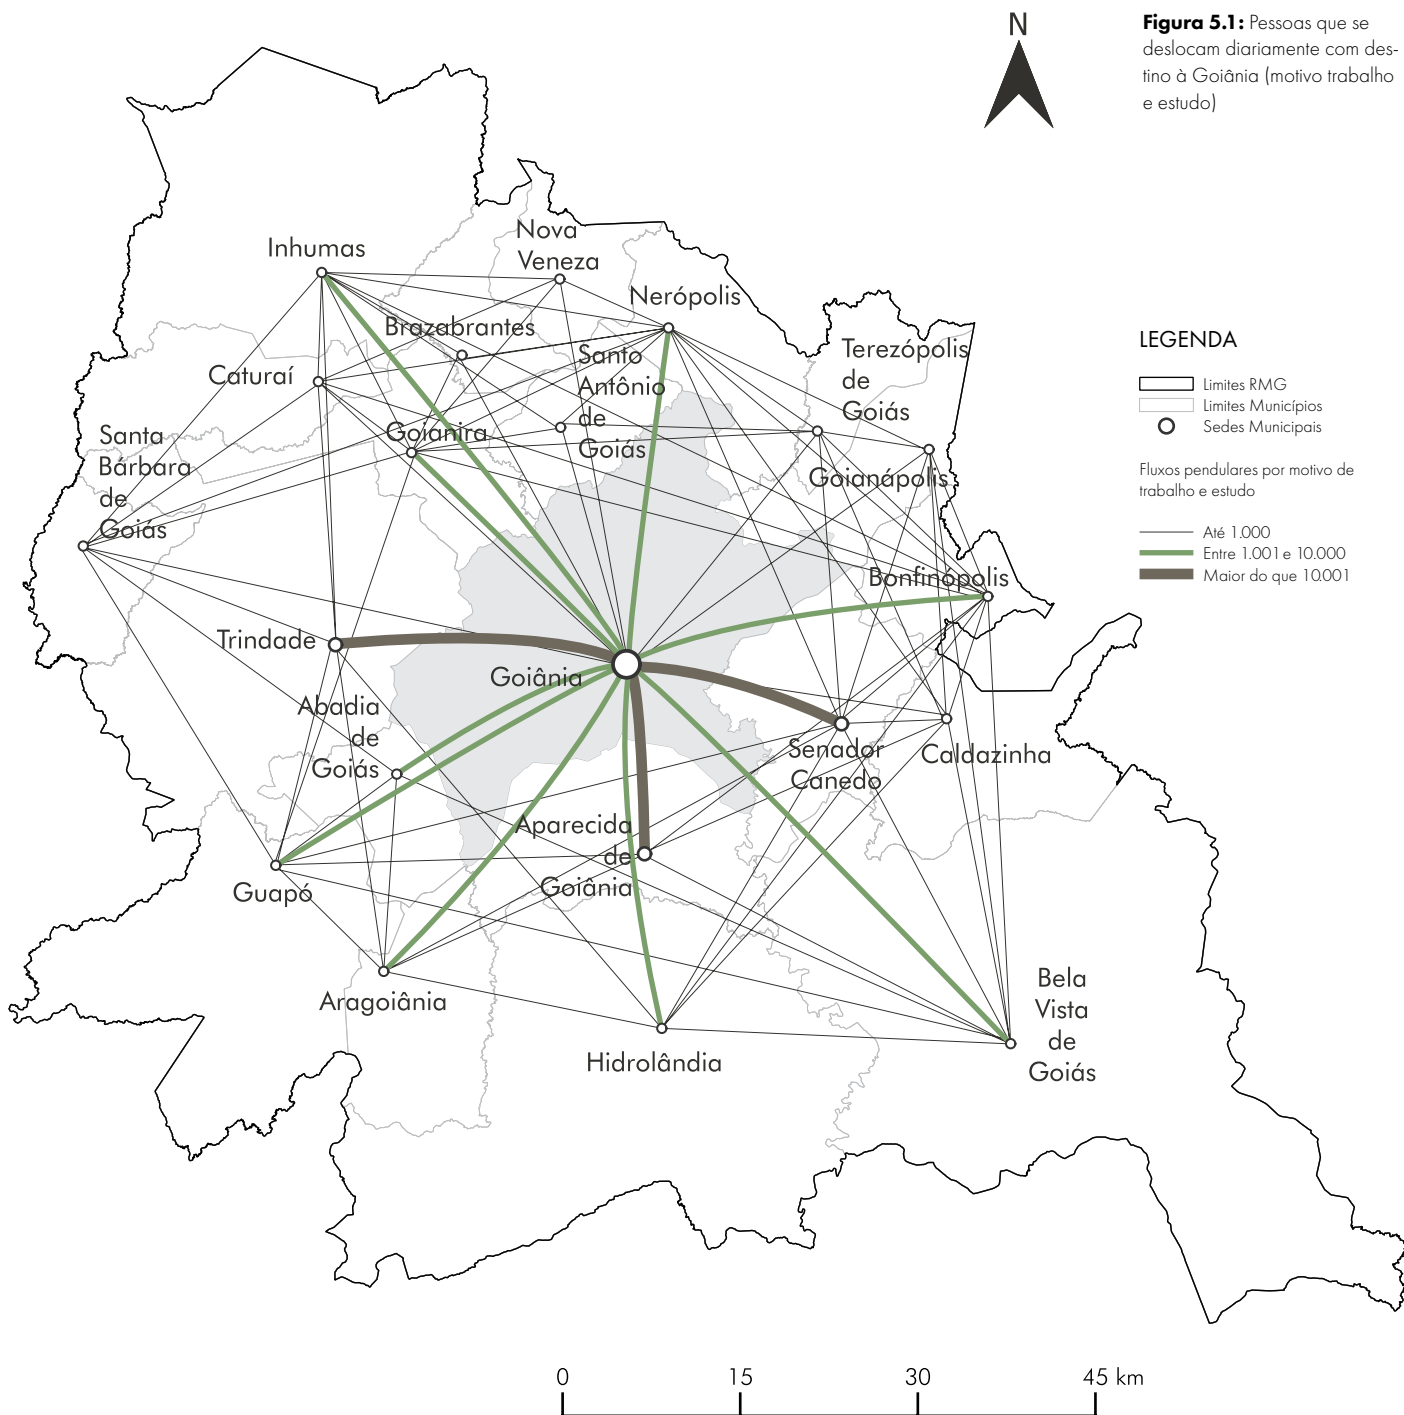 N
Figura 5.1: Pessoas que se
deslocam diariamente com des-
tino à Goiânia (motivo trabalho
e estudo)
Inhumas
Nova
Veneza
Nerópolis
Brazabrantes
Caturaí
Santo
Antônio
de
Goiás
Terezópolis
de
Goiás
Goianira
Santa
Bárbara
de
Goiás
Goianápolis
Bonfinópolis
Trindade
Goiânia
Abadia
de
Goiás
Senador
Canedo
Caldazinha
Aparecida
de
Goiânia
Guapó
Aragoiânia
Hidrolândia
Bela
Vista
de
Goiás
LEGENDA
Limites RMG
Limites Municípios
Sedes Municipais
Fluxos pendulares por motivo de
trabalho e estudo
Até 1.000
Entre 1.001 e 10.000
Maior do que 10.001
0 15 30 45 km